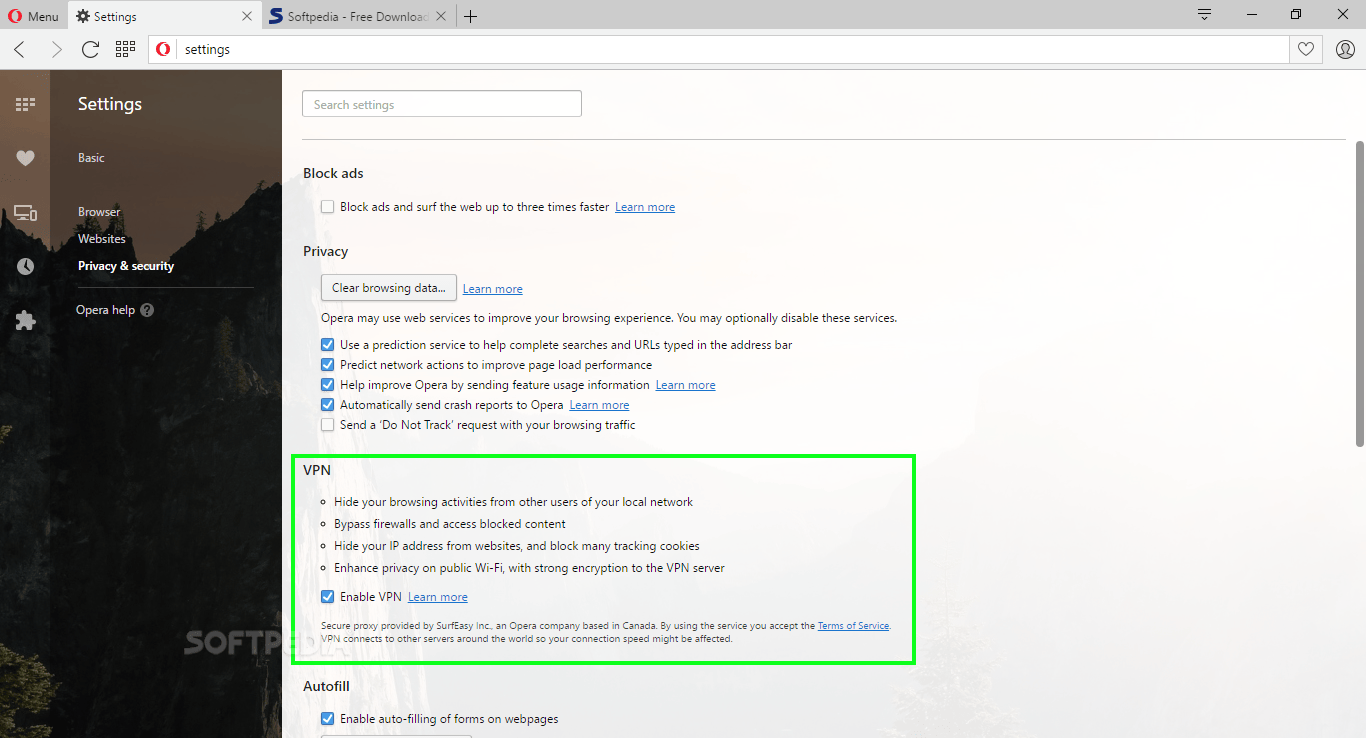 Menu
Settings
Softpedia - Free Download
settings
Settings
Search settings
Basic
Browser
Websites
Privacy & security
Opera help ?
Block ads
Block ads and surf the web up to three times faster Learn more
Privacy
Clear browsing data... Learn more
Opera may use web services to improve your browsing experience. You may optionally disable these services.
Use a prediction service to help complete searches and URLs typed in the address bar
Predict network actions to improve page load performance
Help improve Opera by sending feature usage information Learn more
Automatically send crash reports to Opera Learn more
Send a 'Do Not Track' request with your browsing traffic
VPN
Hide your browsing activities from other users of your local network
Bypass firewalls and access blocked content
Hide your IP address from websites, and block many tracking cookies
Enhance privacy on public Wi-Fi, with strong encryption to the VPN server
Enable VPN Learn more
Secure proxy provided by SurfEasy Inc., an Opera company based in Canada. By using the service you accept the Terms of Service.
VPN connects to other servers around the world so your connection speed might be affected.
SOFTPEDIA
Autofill
Enable auto-filling of forms on webpages